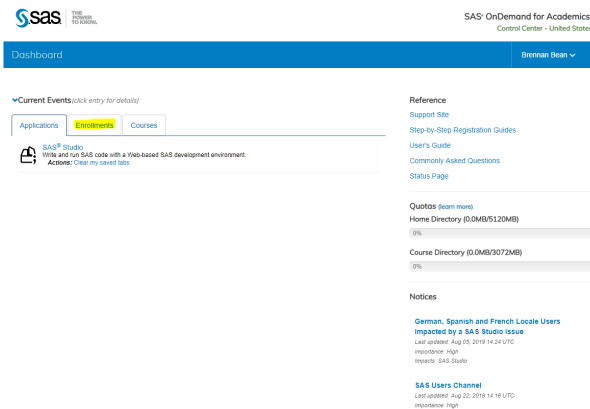 sas. THE POWER TO KNOW.
SAS® OnDemand for Academics
Control Center - United States
Dashboard
Brennan Bean
Current Events (click entry for details)
Applications Enrollments Courses
SAS® Studio
Write and run SAS code with a Web-based SAS development environment.
Actions: Clear my saved tabs.
Reference
Support Site
Step-by-Step Registration Guides
User's Guide
Commonly Asked Questions
Status Page
Quotas (learn more)
Home Directory (0.0MB/5120MB)
0%
Course Directory (0.0MB/3072MB)
0%
Notices
German, Spanish and French Locale Users
Impacted by a SAS Studio Issue
Last updated: Aug 05, 2019 14:24 UTC
Importance: High
Impacts: SAS Studio
SAS Users Channel
Last updated: Aug 22, 2019 14:16 UTC
Importance: High